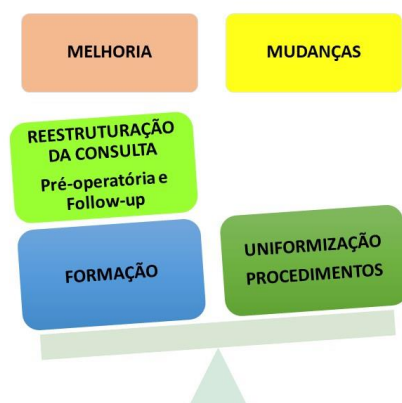 MELHORIA
MUDANÇAS
REESTRUTURAÇÃO
DA CONSULTA
Pré-operatória e
Follow-up
FORMAÇÃO
UNIFORMIZAÇÃO
PROCEDIMENTOS